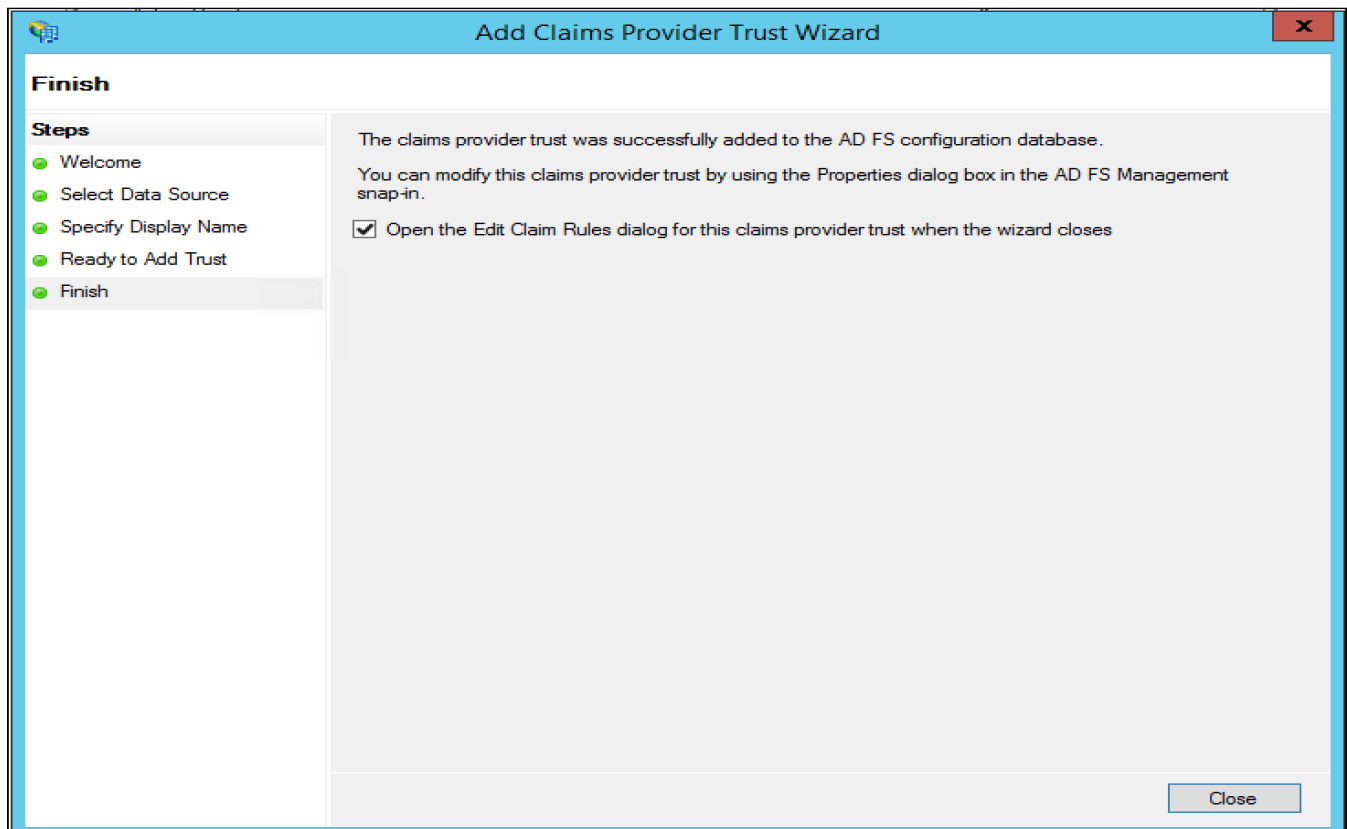 Add Claims Provider Trust Wizard
Finish
Steps
Welcome
Select Data Source
Specify Display Name
Ready to Add Trust
Finish
The claims provider trust was successfully added to the AD FS configuration database.
You can modify this claims provider trust by using the Properties dialog box in the AD FS Management
snap-in.
Open the Edit Claim Rules dialog for this claims provider trust when the wizard closes
Close